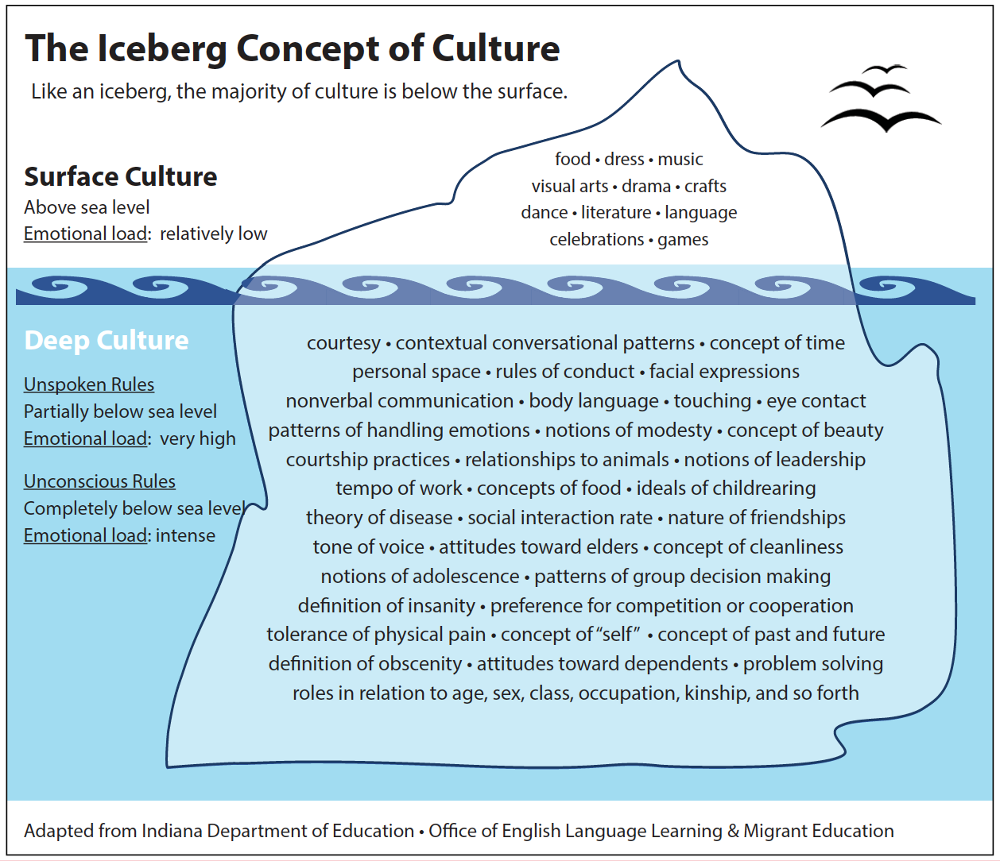 The Iceberg Concept of Culture
Like an iceberg, the majority of culture is below the surface.
Surface Culture
Above sea level
Emotional load: relatively low
food • dress • music
visual arts • drama • crafts
dance • literature • language
celebrations • games
Deep Culture
Unspoken Rules
Partially below sea level
Emotional load: very high
Unconscious Rules
Completely below sea level
Emotional load: intense
courtesy • contextual conversational patterns • concept of time
personal space • rules of conduct • facial expressions
nonverbal communication • body language • touching • eye contact
patterns of handling emotions • notions of modesty • concept of beauty
courtship practices • relationships to animals • notions of leadership
tempo of work • concepts of food • ideals of childrearing
theory of disease • social interaction rate • nature of friendships
tone of voice • attitudes toward elders • concept of cleanliness
notions of adolescence • patterns of group decision making
definition of insanity • preference for competition or cooperation
tolerance of physical pain • concept of “self” • concept of past and future
definition of obscenity • attitudes toward dependents • problem solving
roles in relation to age, sex, class, occupation, kinship, and so forth
Adapted from Indiana Department of Education • Office of English Language Learning & Migrant Education